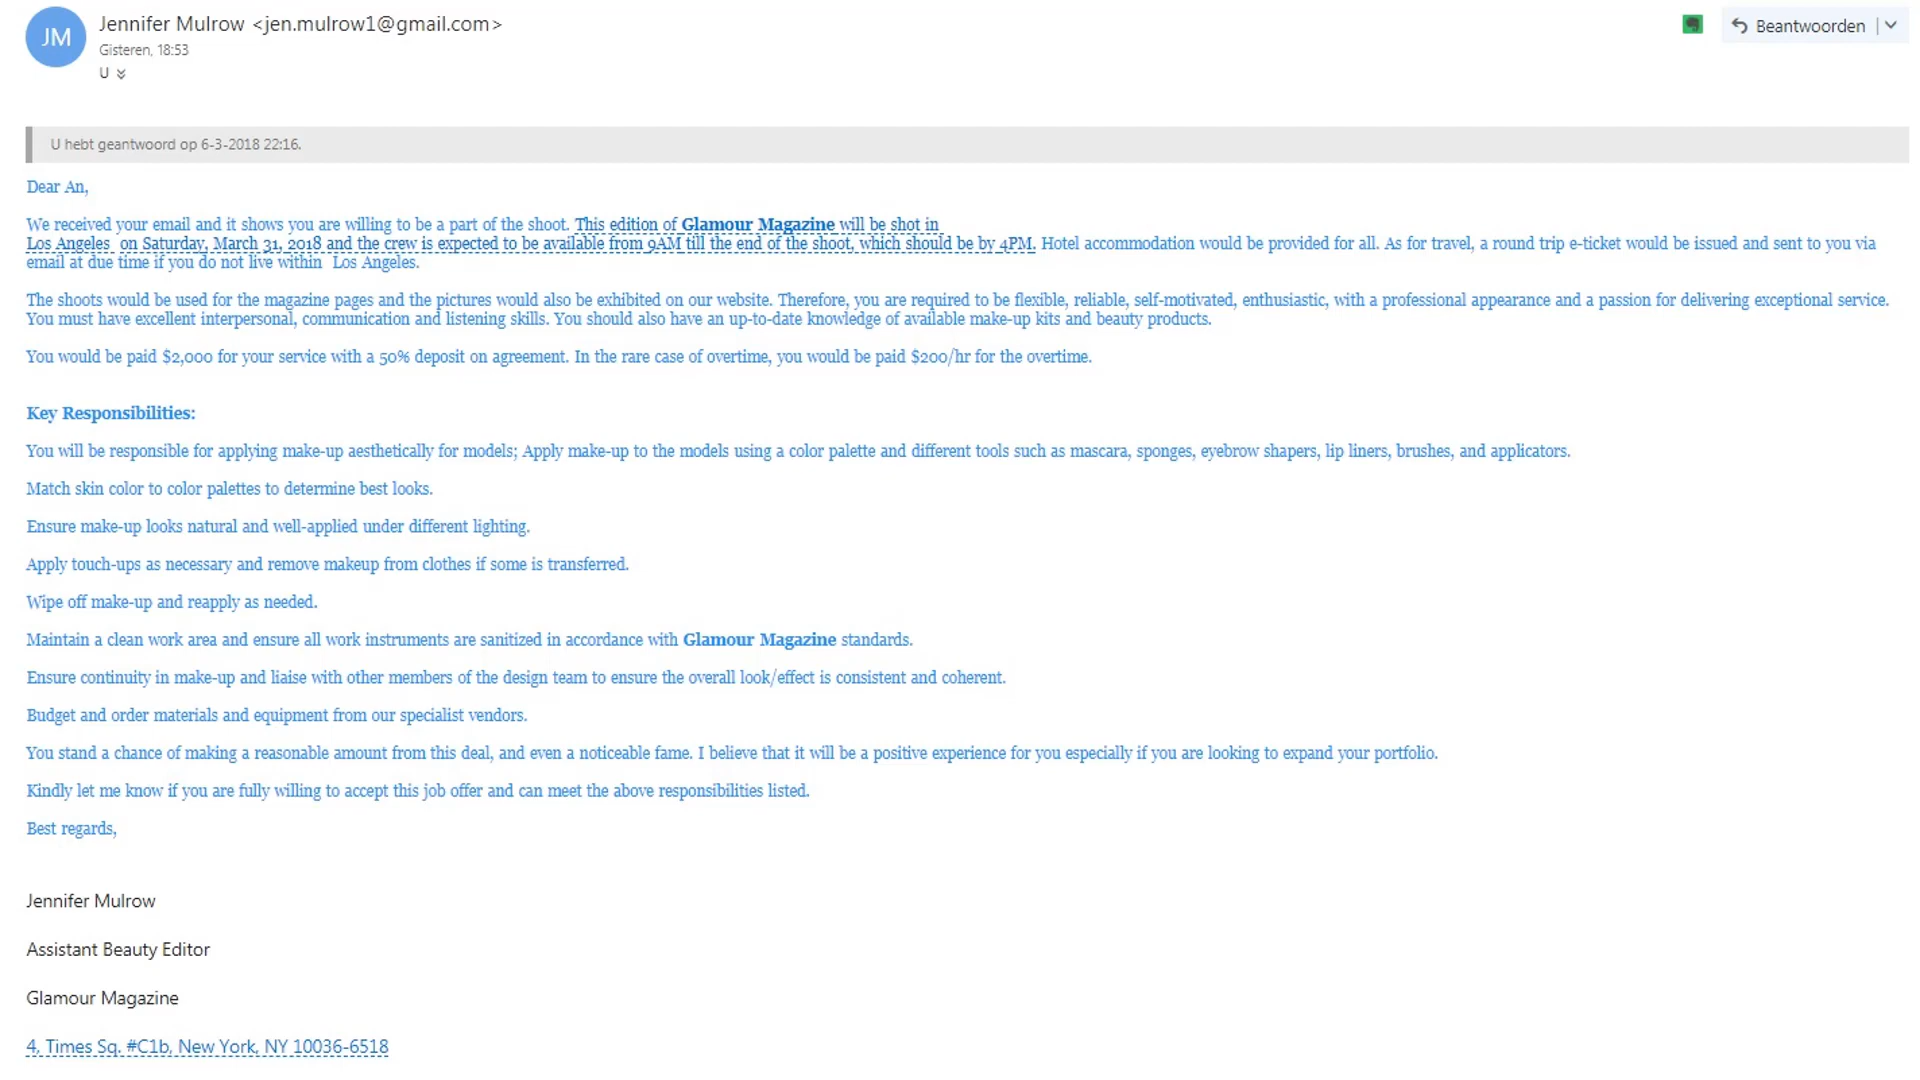 JM
Jennifer Mulrow <jen.mulrow1@gmail.com>
Beantwoorden
Gisteren, 18:53
U
U hebt geantwoord op 6-3-2018 22:16.
Dear An,
We received your email and it shows you are willing to be a part of the shoot. This edition of Glamour Magazine will be shot in
Los Angeles on Saturday, March 31, 2018 and the crew is expected to be available from 9AM till the end of the shoot, which should be by 4PM. Hotel accommodation would be provided for all. As for travel, a round trip e-ticket would be issued and sent to you via
email at due time if you do not live within Los Angeles.
The shoots would be used for the magazine pages and the pictures would also be exhibited on our website. Therefore, you are required to be flexible, reliable, self-motivated, enthusiastic, with a professional appearance and a passion for delivering exceptional service.
You must have excellent interpersonal, communication and listening skills. You should also have an up-to-date knowledge of available make-up kits and beauty products.
You would be paid $2,000 for your service with a 50% deposit on agreement. In the rare case of overtime, you would be paid $200/hr for the overtime.
Key Responsibilities:
You will be responsible for applying make-up aesthetically for models; Apply make-up to the models using a color palette and different tools such as mascara, sponges, eyebrow shapers, lip liners, brushes, and applicators.
Match skin color to color palettes to determine best looks.
Ensure make-up looks natural and well-applied under different lighting.
Apply touch-ups as necessary and remove makeup from clothes if some is transferred.
Wipe off make-up and reapply as needed.
Maintain a clean work area and ensure all work instruments are sanitized in accordance with Glamour Magazine standards.
Ensure continuity in make-up and liaise with other members of the design team to ensure the overall look/effect is consistent and coherent.
Budget and order materials and equipment from our specialist vendors.
You stand a chance of making a reasonable amount from this deal, and even a noticeable fame. I believe that it will be a positive experience for you especially if you are looking to expand your portfolio.
Kindly let me know if you are fully willing to accept this job offer and can meet the above responsibilities listed.
Best regards,
Jennifer Mulrow
Assistant Beauty Editor
Glamour Magazine
4, Times Sq. #C1b, New York, NY 10036-6518